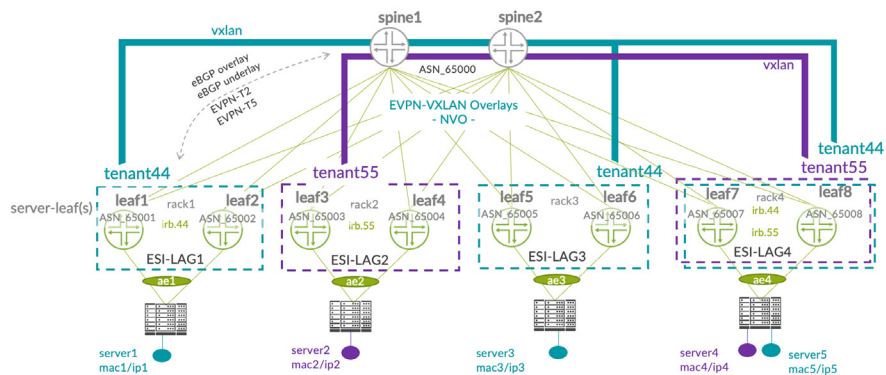 spine1
spine2
vxlan
ASN_65000
vxlan
eBGP overlay
eBGP underlay
EVPN-T2
EVPN-T5
EVPN-VXLAN Overlays
- NVO -
tenant44
tenant55
tenant44
tenant44
tenant55
server-leaf(s)
leaf1
rack1
leaf2
ASN_65001
irb.44
ASN_65002
ESI-LAG1
leaf3
rack2
leaf4
ASN_65003
irb.55
ASN_65004
ESI-LAG2
leaf5
rack3
leaf6
ASN_65005
ASN_65006
ESI-LAG3
leaf7
rack4
leaf8
ASN_65007
irb.44
ASN_65008
irb.55
ESI-LAG4
ae1
ae2
ae3
ae4
server1
mac1/ip1
server2
mac2/ip2
server3
mac3/ip3
server4
mac4/ip4
server5
mac5/ip5